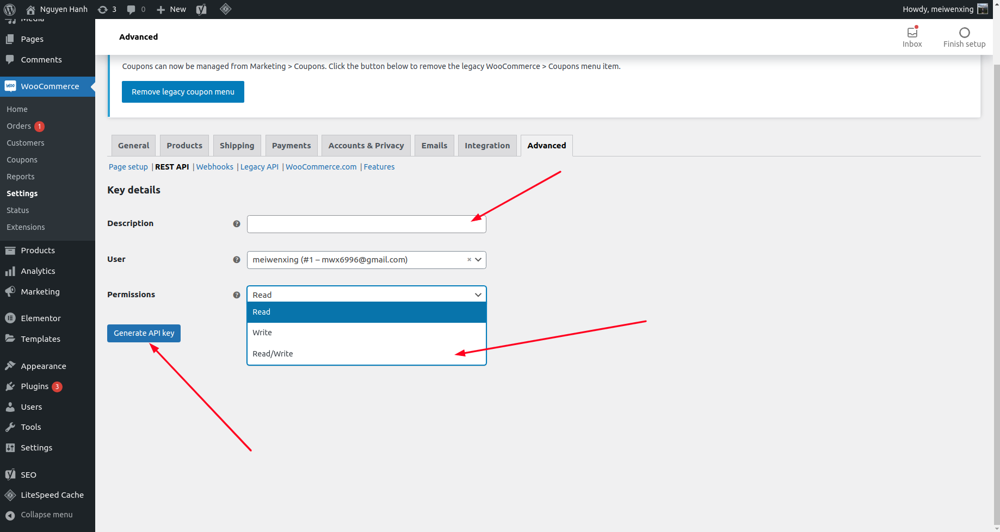 Nguyen Hanh 3 0 New Howdy, meiwenxing
Media
Pages
Comments
WooCommerce
Home
Orders 1
Customers
Coupons
Reports
Settings
Status
Extensions
Products
Analytics
Marketing
Elementor
Templates
Appearance
Plugins 3
Users
Tools
Settings
SEO
LiteSpeed Cache
Collapse menu
Advanced
Inbox
Finish setup
Coupons can now be managed from Marketing > Coupons. Click the button below to remove the legacy WooCommerce > Coupons menu item.
Remove legacy coupon menu
General Products Shipping Payments Accounts & Privacy Emails Integration Advanced
Page setup | REST API | Webhooks | Legacy API | WooCommerce.com | Features
Key details
Description ?
User ? meiwenxing (#1 – mwx6996@gmail.com) ×
Permissions ? Read
Read
Write
Read/Write
Generate API key